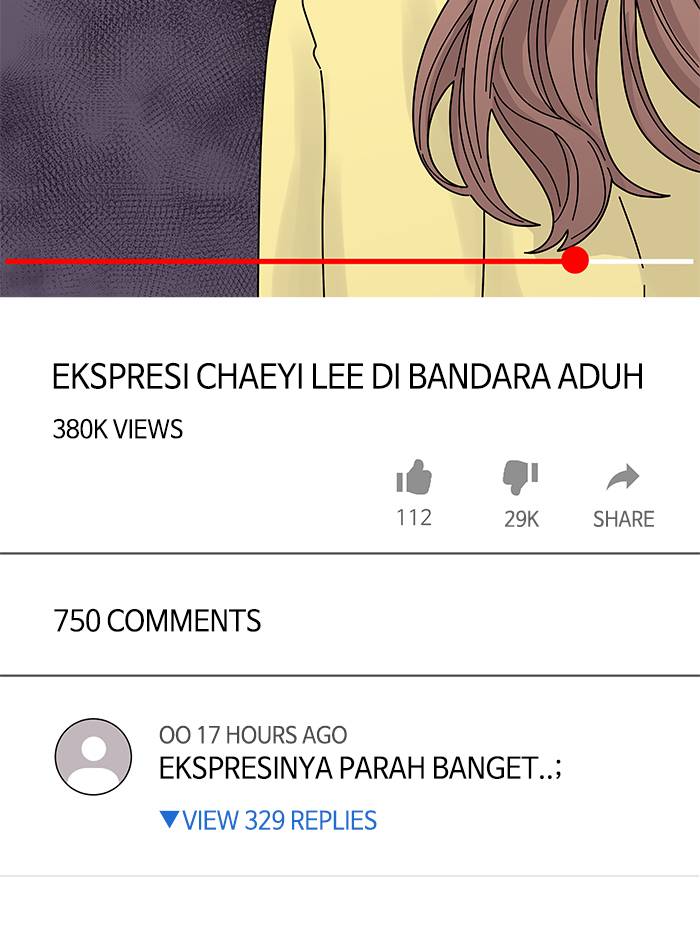 EKSPRESI CHAEYI LEE DI BANDARA ADUH
380K VIEWS
112
29K
SHARE
750 COMMENTS
OO 17 HOURS AGO
EKSPRESINYA PARAH BANGET..;
▼VIEW 329 REPLIES